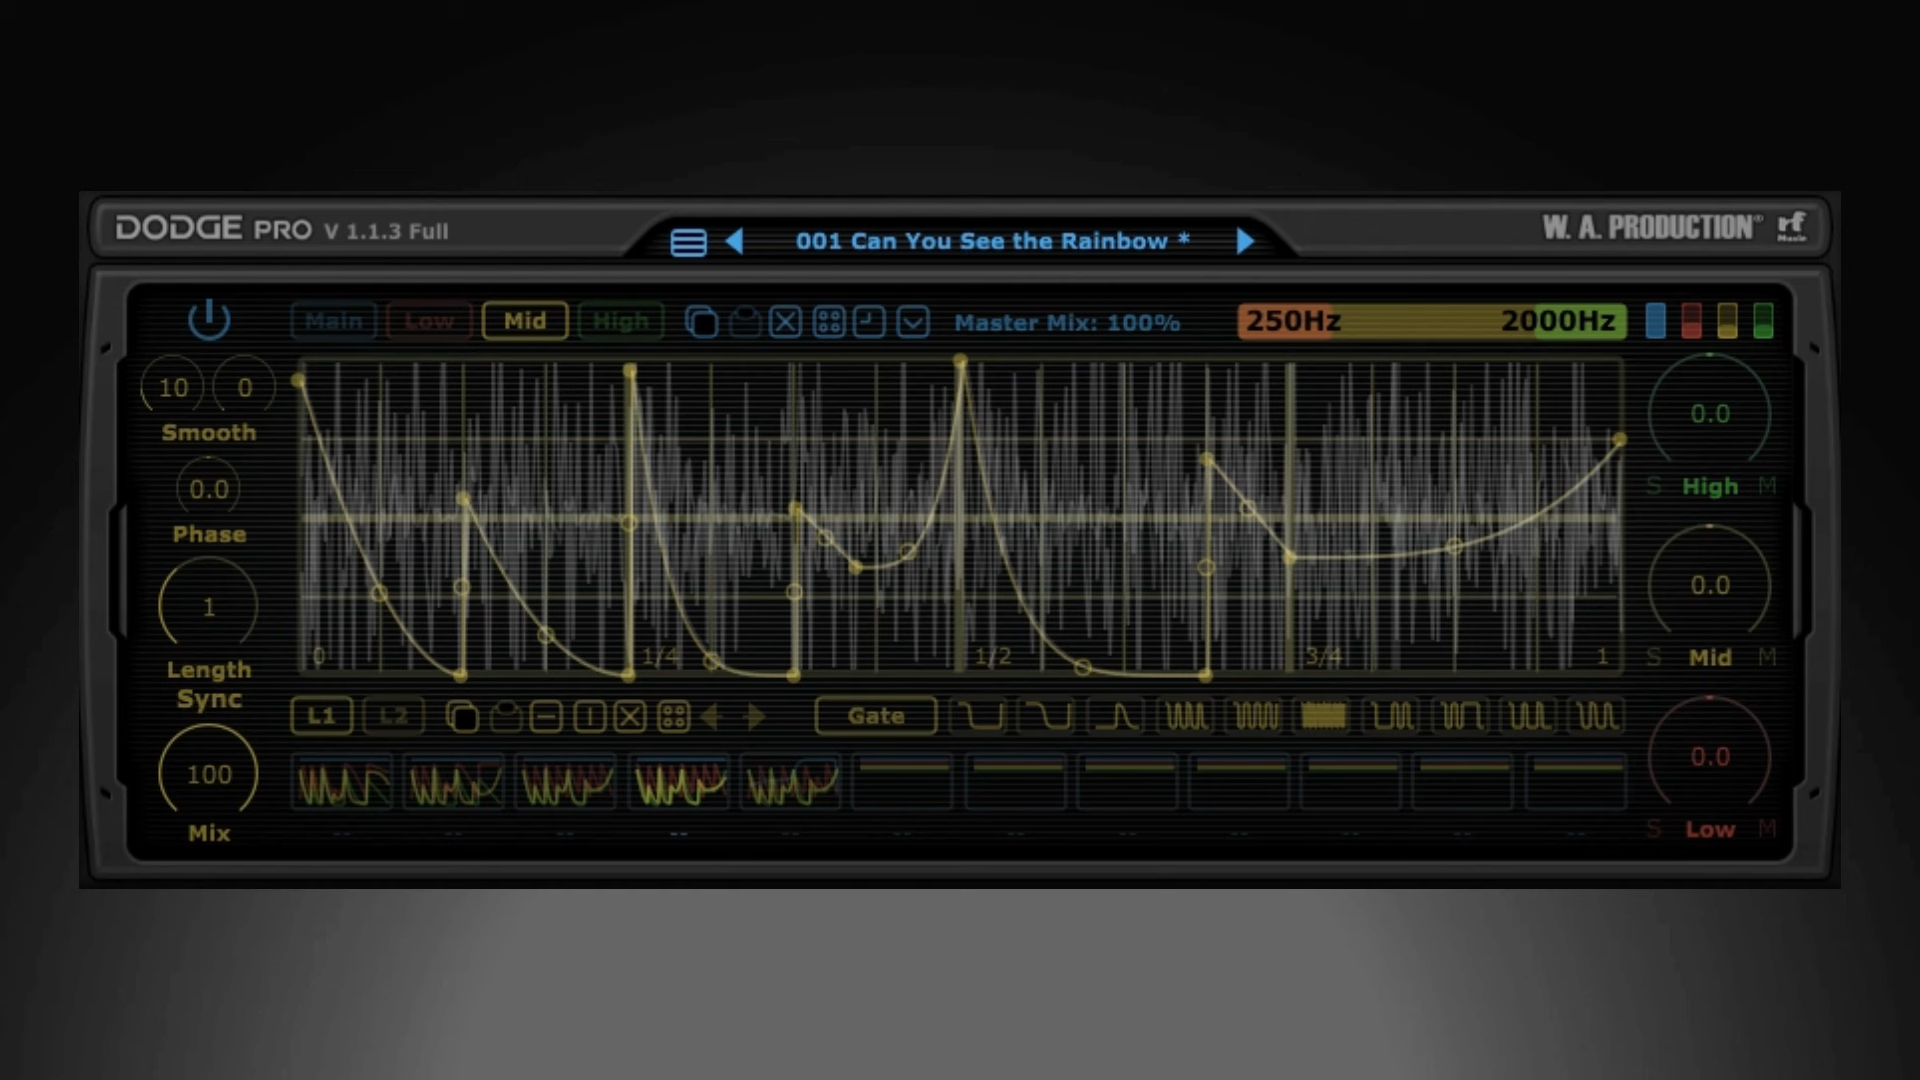 DODGE PRO V 1.1.3 Full
001 Can You See the Rainbow *
W. A. PRODUCTION®
rf
Music
Main Low Mid High
Master Mix: 100%
250Hz 2000Hz
10 0
Smooth
0.0
Phase
1
Length
Sync
100
Mix
0 1/4 1/2 3/4 1
L1 L2
Gate
0.0
S High M
0.0
S Mid M
0.0
S Low M
-- -- -- -- -- -- -- -- -- -- -- --